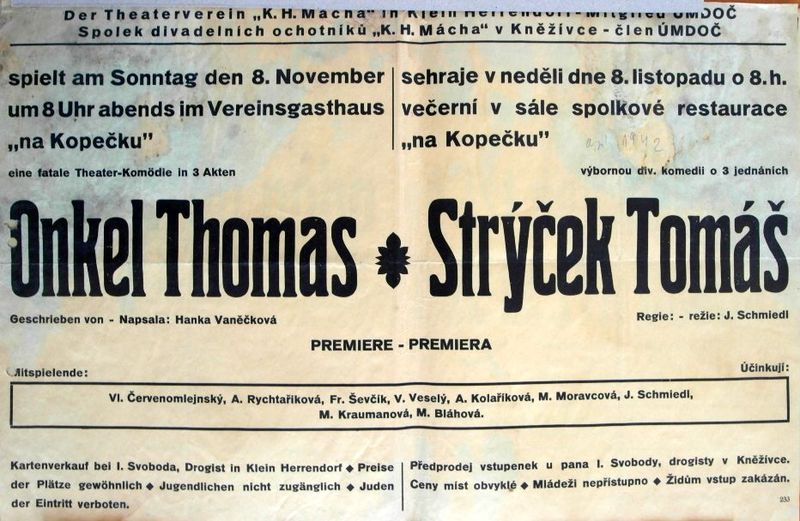 Der Theaterverein „K. H. Mácha" in Klein Herrendorf - Mitglied ÚMDOČ
Spolek divadelních ochotníků „K. H. Mácha" v Kněžívce - člen ÚMDOČ
spielt am Sonntag den 8. November
um 8 Uhr abends im Vereinsgasthaus
„na Kopečku"
sehraje v neděli dne 8. listopadu o 8. h.
večerní v sále spolkové restaurace
„na Kopečku"
1942
eine fatale Theater-Komödie in 3 Akten
výbornou div. komedii o 3 jednáních
Onkel Thomas
Strýček Tomáš
Geschrieben von - Napsala: Hanka Vaněčková
Regie: - režie: J. Schmiedl
PREMIERE - PREMIERA
Mitspielende:
Účinkují:
Vl. Červenomlejnský, A. Rychtaříková, Fr. Ševčík, V. Veselý, A. Kolaříková, M. Moravcová, J. Schmiedl,
M. Kraumanová, M. Bláhová.
Kartenverkauf bei I. Svoboda, Drogist in Klein Herrendorf ◆ Preise
der Plätze gewöhnlich ◆ Jugendlichen nicht zugänglich ◆ Juden
der Eintritt verboten.
Předprodej vstupenek u pana I. Svobody, drogisty v Kněžívce.
Ceny míst obvyklé ◆ Mládeži nepřístupno ◆ Židům vstup zakázán.
233